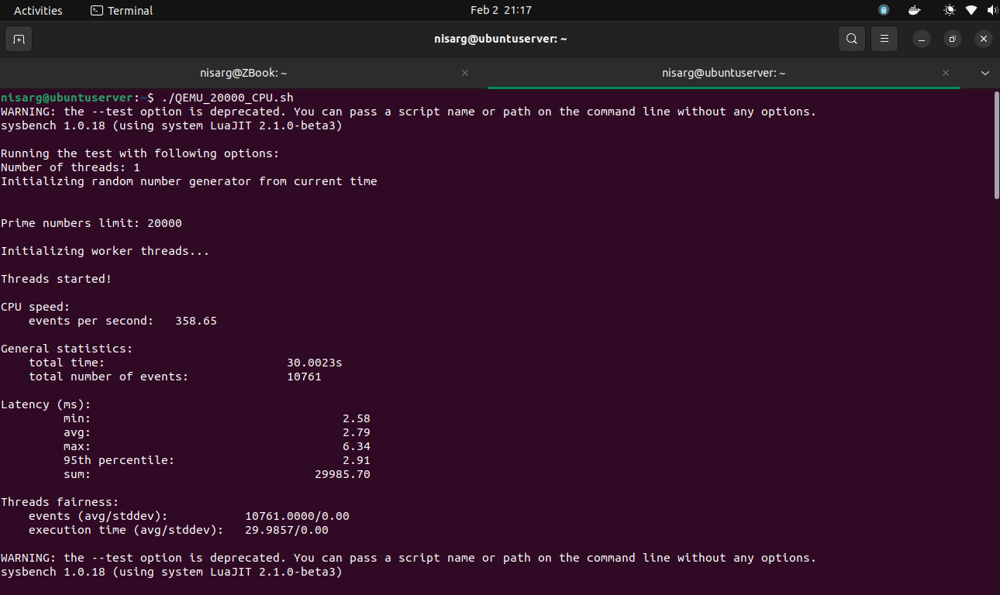 Activities Terminal Feb 2 21:17
nisarg@ubuntuserver: ~
nisarg@ZBook: ~ nisarg@ubuntuserver: ~
nisarg@ubuntuserver:~$ ./QEMU_20000_CPU.sh
WARNING: the --test option is deprecated. You can pass a script name or path on the command line without any options.
sysbench 1.0.18 (using system LuaJIT 2.1.0-beta3)
Running the test with following options:
Number of threads: 1
Initializing random number generator from current time
Prime numbers limit: 20000
Initializing worker threads...
Threads started!
CPU speed:
events per second: 358.65
General statistics:
total time: 30.0023s
total number of events: 10761
Latency (ms):
min: 2.58
avg: 2.79
max: 6.34
95th percentile: 2.91
sum: 29985.70
Threads fairness:
events (avg/stddev): 10761.0000/0.00
execution time (avg/stddev): 29.9857/0.00
WARNING: the --test option is deprecated. You can pass a script name or path on the command line without any options.
sysbench 1.0.18 (using system LuaJIT 2.1.0-beta3)